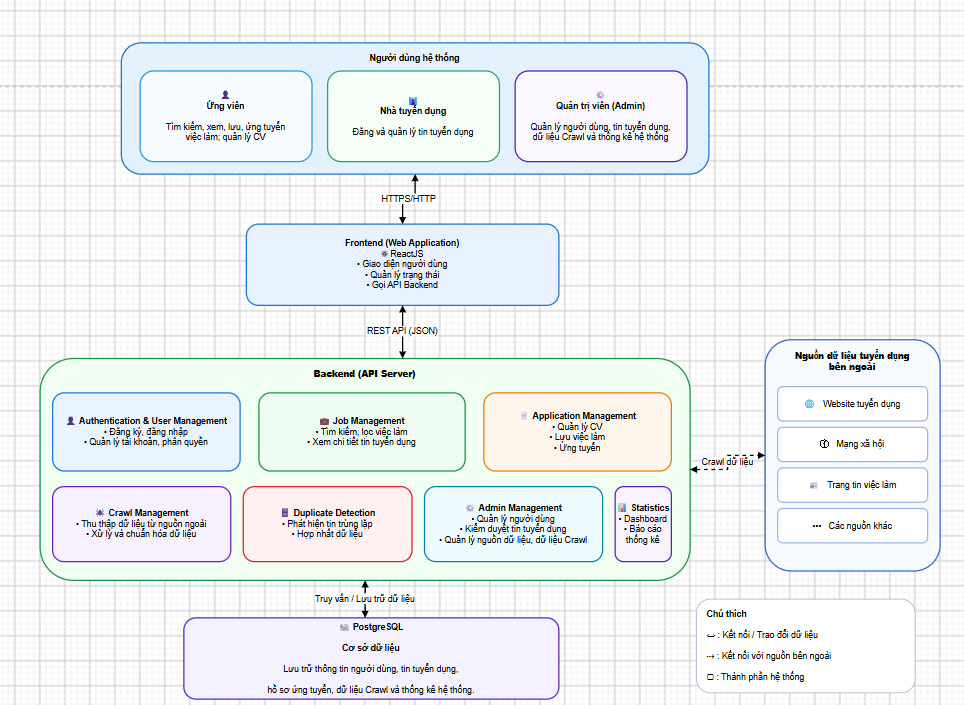 Người dùng hệ thống
Ứng viên
Tìm kiếm, xem, lưu, ứng tuyển
việc làm; quản lý CV
Nhà tuyển dụng
Đăng và quản lý tin tuyển dụng
Quản trị viên (Admin)
Quản lý người dùng, tin tuyển dụng,
dữ liệu Crawl và thống kê hệ thống
HTTPS/HTTP
Frontend (Web Application)
ReactJS
• Giao diện người dùng
• Quản lý trạng thái
• Gọi API Backend
REST API (JSON)
Backend (API Server)
Authentication & User Management
• Đăng ký, đăng nhập
• Quản lý tài khoản, phân quyền
Job Management
• Tìm kiếm, lọc việc làm
• Xem chi tiết tin tuyển dụng
Application Management
• Quản lý CV
• Lưu việc làm
• Ứng tuyển
Crawl Management
• Thu thập dữ liệu từ nguồn ngoài
• Xử lý và chuẩn hóa dữ liệu
Duplicate Detection
• Phát hiện tin trùng lặp
• Hợp nhất dữ liệu
Admin Management
• Quản lý người dùng
• Kiểm duyệt tin tuyển dụng
• Quản lý nguồn dữ liệu, dữ liệu Crawl
Statistics
• Dashboard
• Báo cáo
thống kê
Crawl dữ liệu
Nguồn dữ liệu tuyển dụng
bên ngoài
Website tuyển dụng
Mạng xã hội
Trang tin việc làm
Các nguồn khác
Truy vấn / Lưu trữ dữ liệu
PostgreSQL
Cơ sở dữ liệu
Lưu trữ thông tin người dùng, tin tuyển dụng,
hồ sơ ứng tuyển, dữ liệu Crawl và thống kê hệ thống.
Chú thích
: Kết nối / Trao đổi dữ liệu
: Kết nối với nguồn bên ngoài
: Thành phần hệ thống